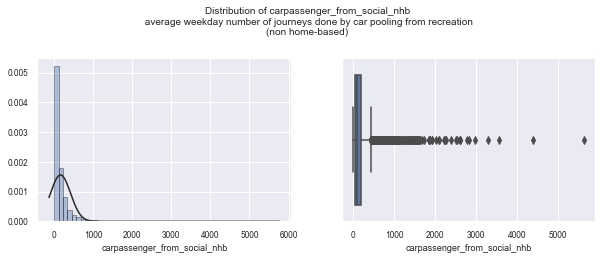 Distribution of carpassenger_from_social_nhb
average weekday number of journeys done by car pooling from recreation
(non home-based)
0.005
0.004
0.003
0.002
0.001
0.000
0 1000 2000 3000 4000 5000 6000
carpassenger_from_social_nhb
0 1000 2000 3000 4000 5000
carpassenger_from_social_nhb